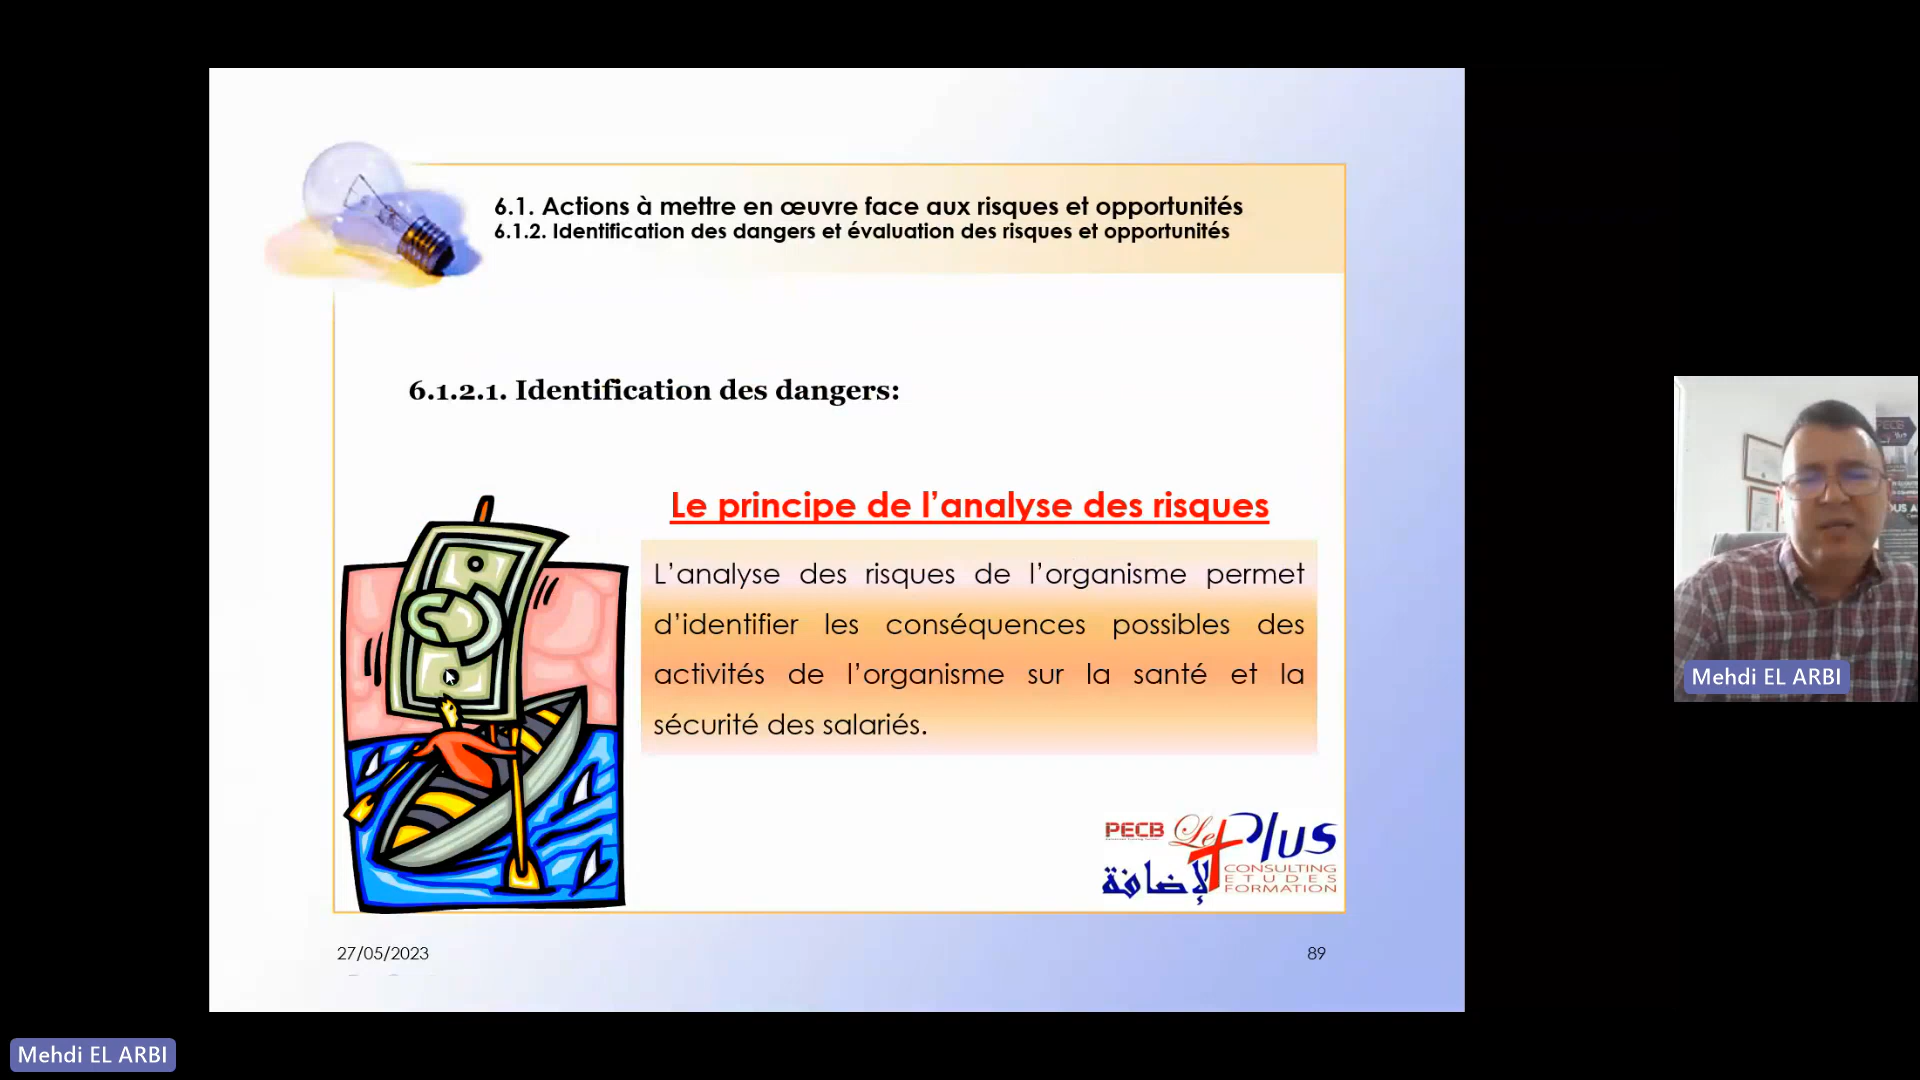 6.1. Actions à mettre en œuvre face aux risques et opportunités
6.1.2. Identification des dangers et évaluation des risques et opportunités
6.1.2.1. Identification des dangers:
Le principe de l’analyse des risques
L’analyse des risques de l’organisme permet
d’identifier les conséquences possibles des
activités de l’organisme sur la santé et la
sécurité des salariés.
PECB Le Plus
الإضافة
CONSULTING
ETUDES
FORMATION
27/05/2023
89
Mehdi EL ARBI
Mehdi EL ARBI